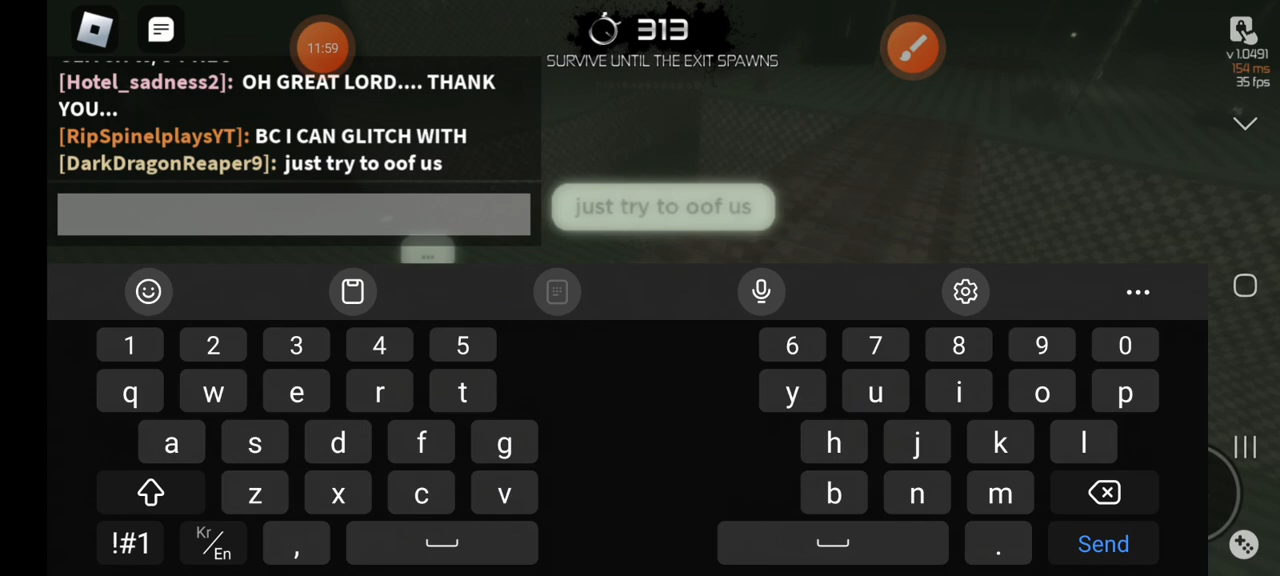 11:59
313
SURVIVE UNTIL THE EXIT SPAWNS
v 1.0491
154 ms
35 fps
[Hotel_sadness2]: OH GREAT LORD.... THANK
YOU...
[RipSpinelplaysYT]: BC I CAN GLITCH WITH
[DarkDragonReaper9]: just try to oof us
just try to oof us
...
1 2 3 4 5 6 7 8 9 0
q w e r t y u i o p
a s d f g h j k l
z x c v b n m
!#1 Kr/En , . Send